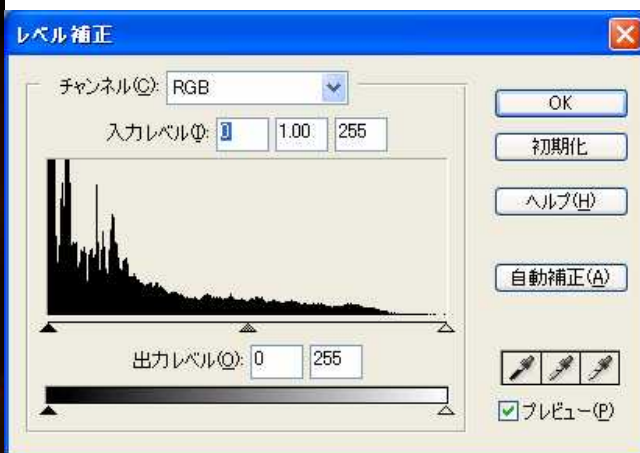 レベル補正
チャンネル(C): RGB
入力レベル(I): 0 1.00 255
出力レベル(O): 0 255
OK
初期化
ヘルプ(H)
自動補正(A)
プレビュー(P)